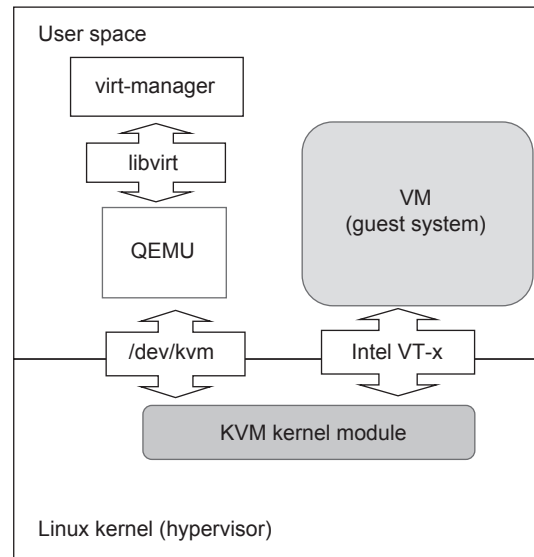 User space
virt-manager
libvirt
VM
(guest system)
QEMU
/dev/kvm
Intel VT-x
KVM kernel module
Linux kernel (hypervisor)